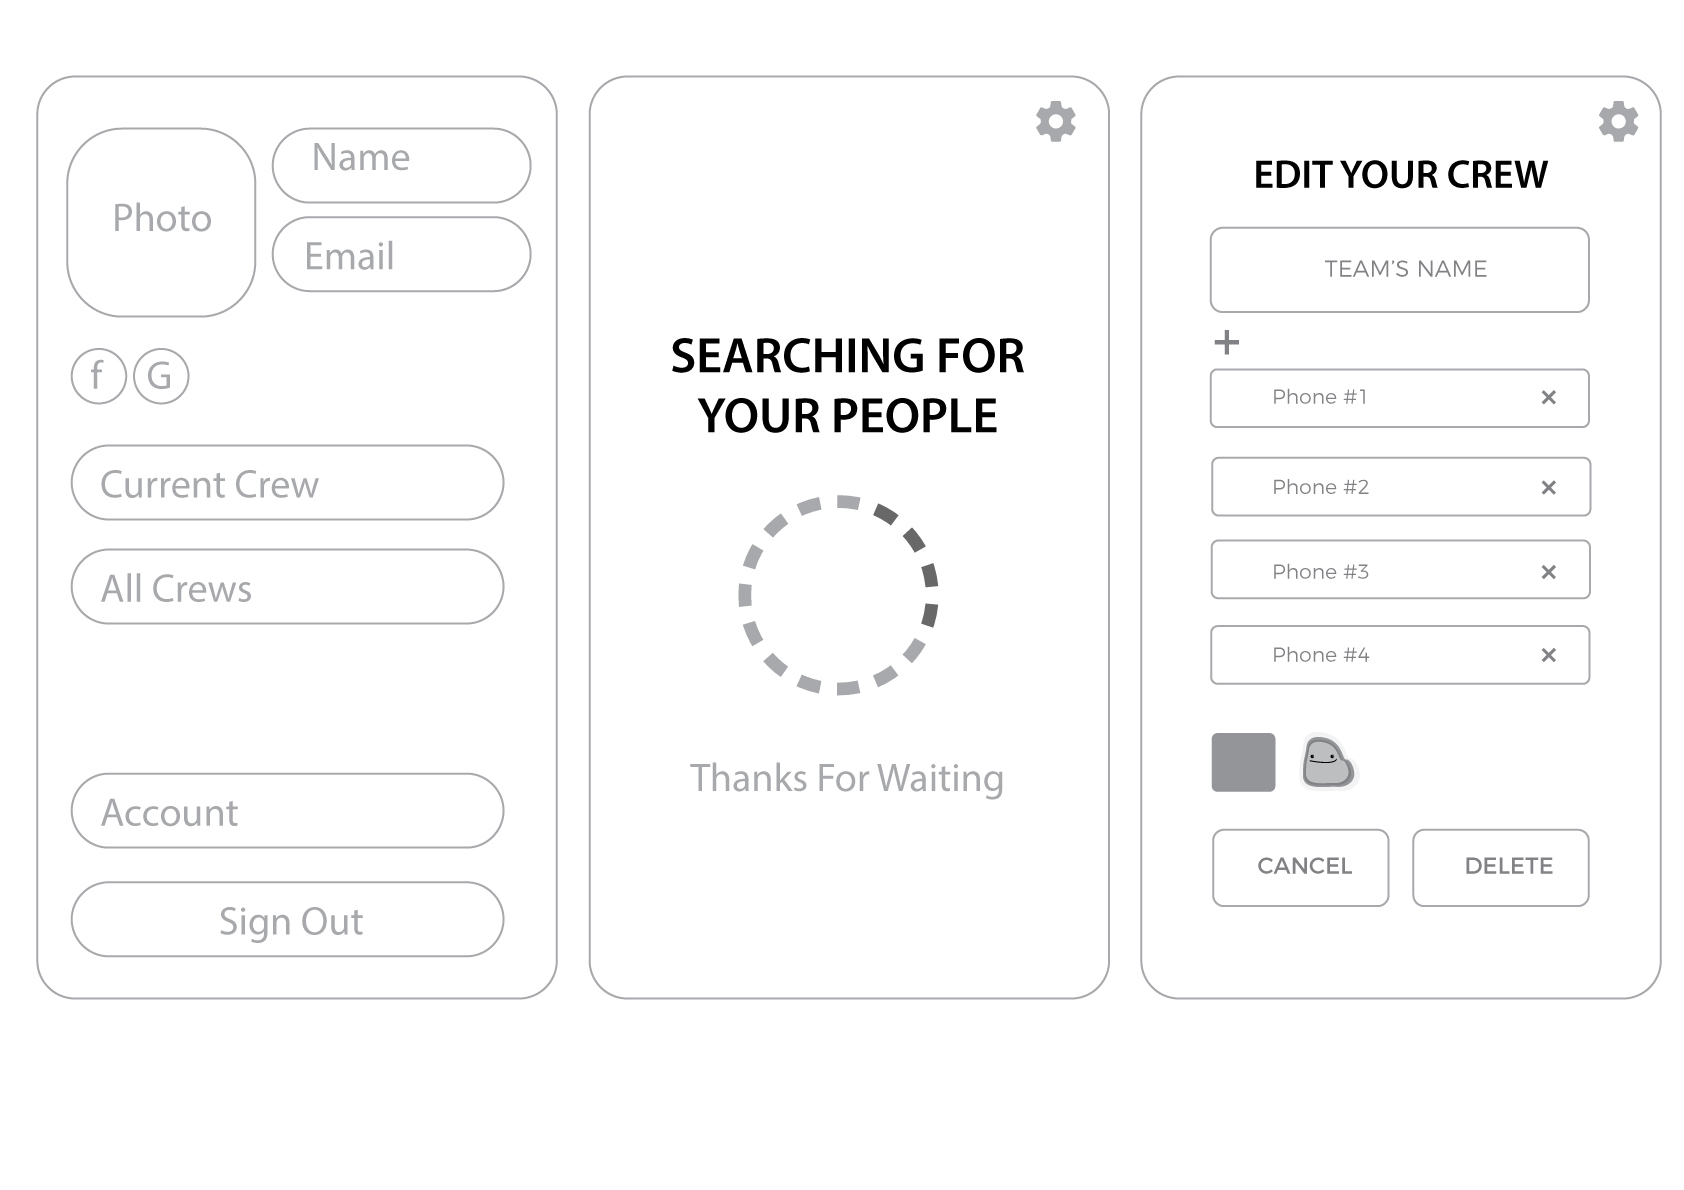 Photo
Name
Email
f G
Current Crew
All Crews
Account
Sign Out
SEARCHING FOR
YOUR PEOPLE
Thanks For Waiting
EDIT YOUR CREW
TEAM’S NAME
+
Phone #1 ×
Phone #2 ×
Phone #3 ×
Phone #4 ×
CANCEL DELETE